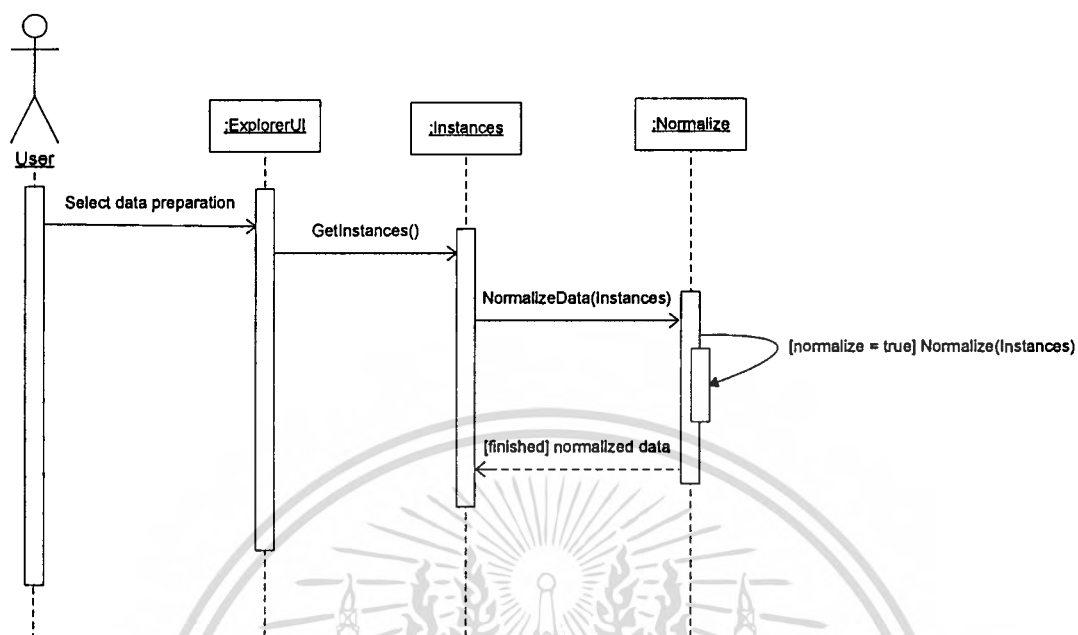 :ExplorerUI
:Instances
:Normalize
User
Select data preparation
GetInstances()
NormalizeData(Instances)
[normalize = true] Normalize(Instances)
[finished] normalized data